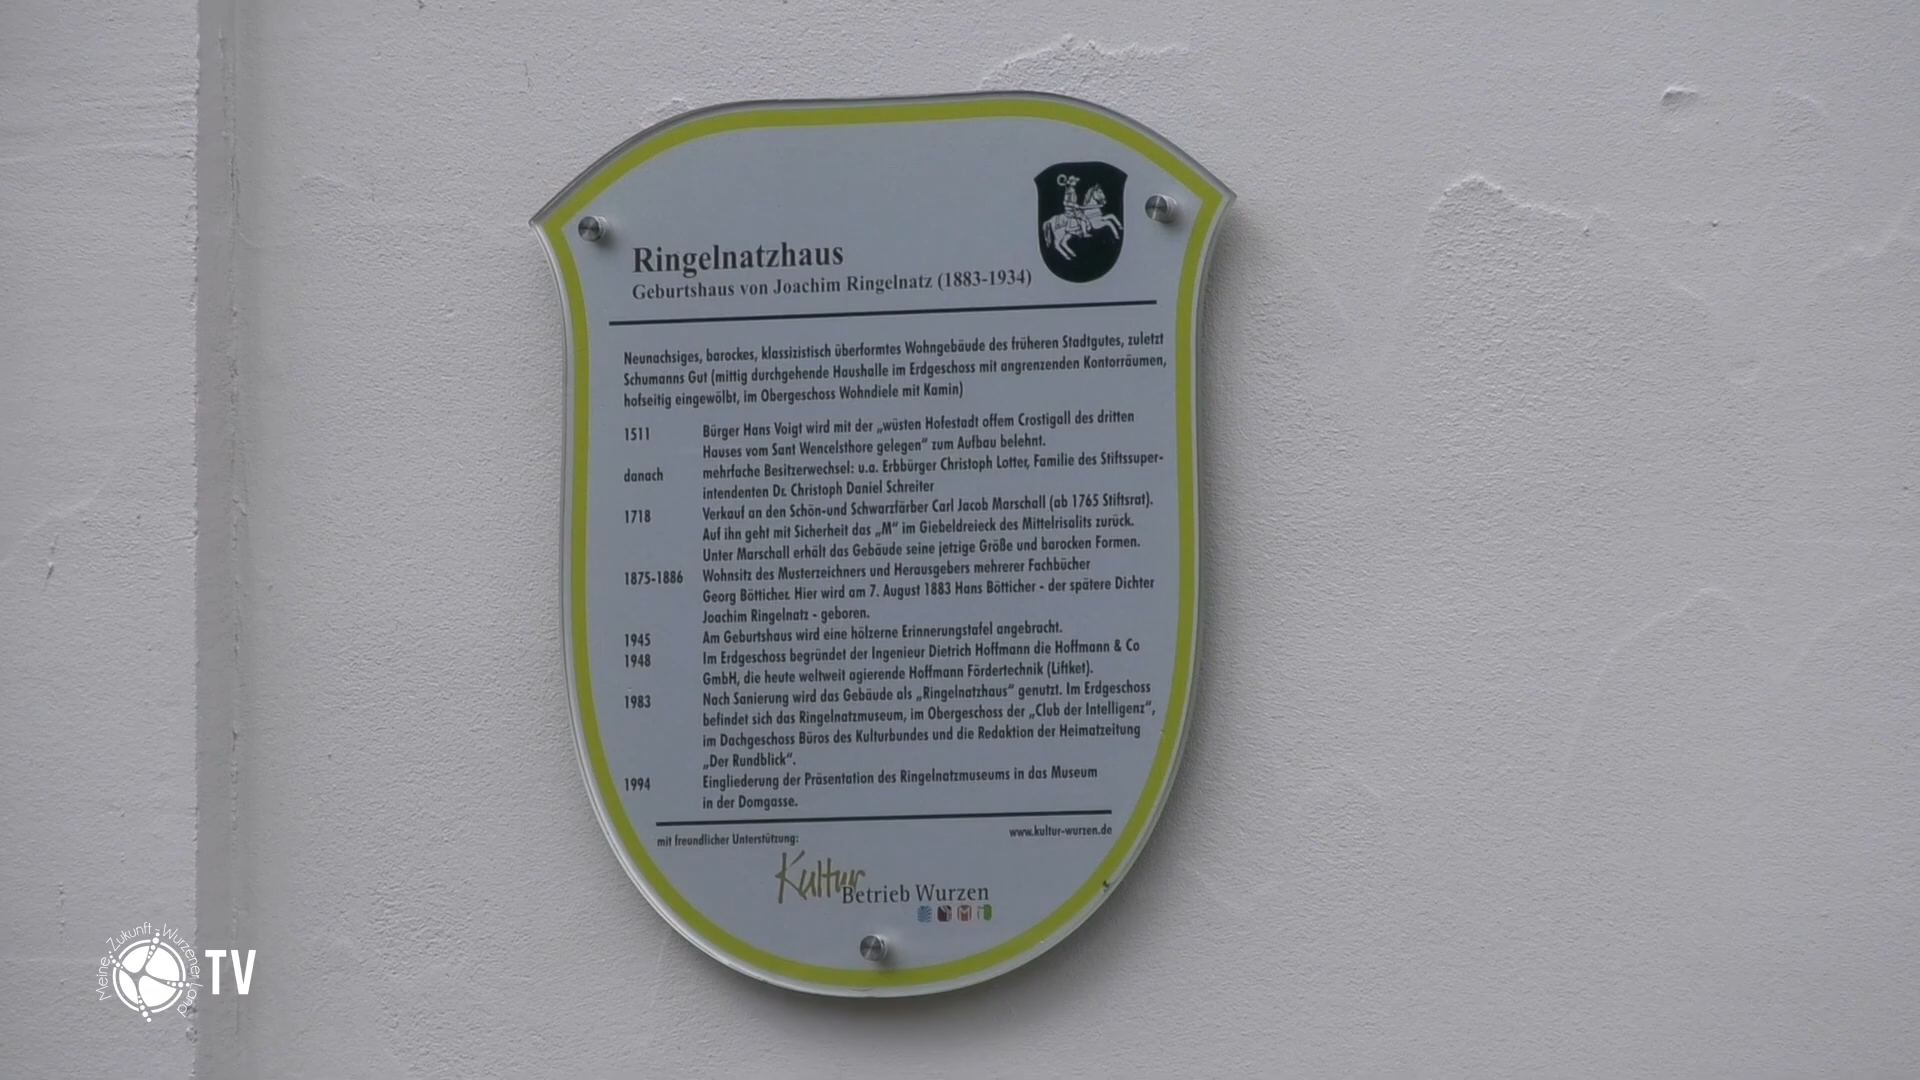 Ringelnatzhaus
Geburtshaus von Joachim Ringelnatz (1883-1934)
Neunachsiges, barockes, klassizistisch überformtes Wohngebäude des früheren Stadtgutes, zuletzt
Schumanns Gut (mittig durchgehende Haushalle im Erdgeschoss mit angrenzenden Kontorräumen,
hofseitig eingewölbt, im Obergeschoss Wohndiele mit Kamin)
1511 Bürger Hans Voigt wird mit der „wüsten Hofestadt offem Crostigall des dritten
Hauses vom Sant Wencelsthore gelegen“ zum Aufbau belehnt.
danach mehrfache Besitzerwechsel: u.a. Erbbürger Christoph Lotter, Familie des Stiftssuper-
intendenten Dr. Christoph Daniel Schreiter
1718 Verkauf an den Schön-und Schwarzfärber Carl Jacob Marschall (ab 1765 Stiftsrat).
Auf ihn geht mit Sicherheit das „M“ im Giebeldreieck des Mittelrisalits zurück.
Unter Marschall erhält das Gebäude seine jetzige Größe und barocken Formen.
1875-1886 Wohnsitz des Musterzeichners und Herausgebers mehrerer Fachbücher
Georg Bötticher. Hier wird am 7. August 1883 Hans Bötticher - der spätere Dichter
Joachim Ringelnatz - geboren.
1945 Am Geburtshaus wird eine hölzerne Erinnerungstafel angebracht.
1948 Im Erdgeschoss begründet der Ingenieur Dietrich Hoffmann die Hoffmann & Co
GmbH, die heute weltweit agierende Hoffmann Fördertechnik (Liftket).
1983 Nach Sanierung wird das Gebäude als „Ringelnatzhaus“ genutzt. Im Erdgeschoss
befindet sich das Ringelnatzmuseum, im Obergeschoss der „Club der Intelligenz“,
im Dachgeschoss Büros des Kulturbundes und die Redaktion der Heimatzeitung
„Der Rundblick“.
1994 Eingliederung der Präsentation des Ringelnatzmuseums in das Museum
in der Domgasse.
mit freundlicher Unterstützung:
www.kultur-wurzen.de
Kultur
Betrieb Wurzen
Meine Zukunft - Wurzener Land
TV